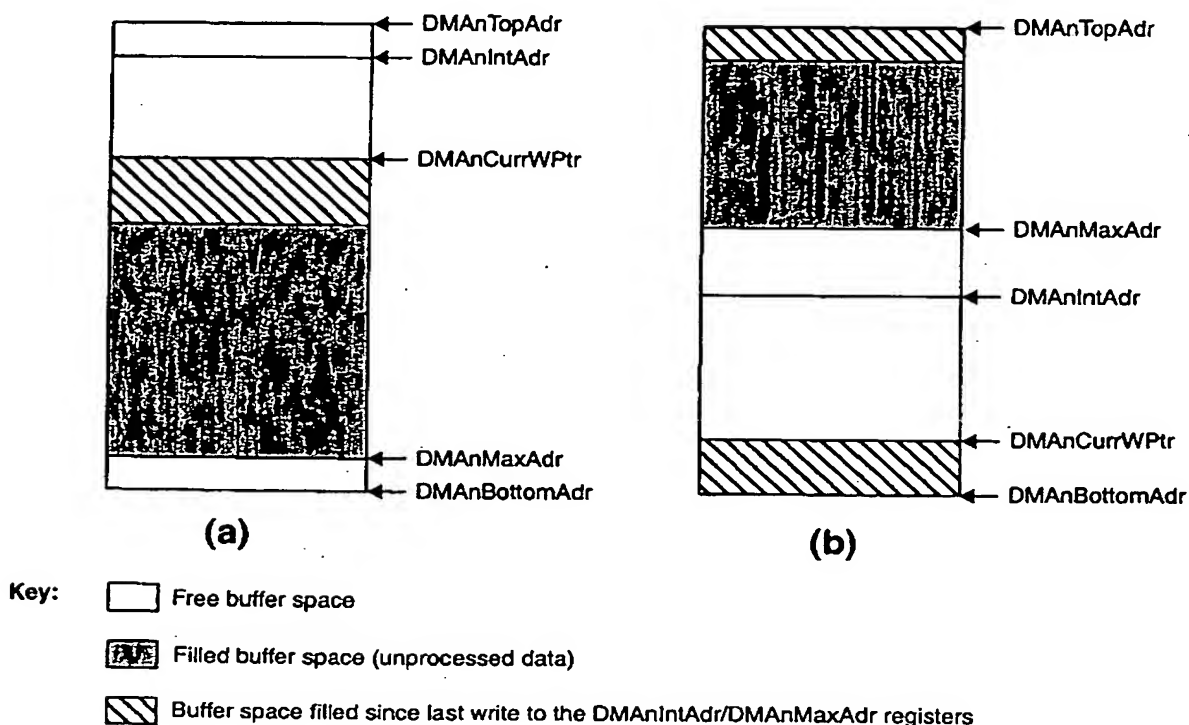 DMAnTopAdr
DMAnIntAdr
DMAnCurrWPtr
DMAnMaxAdr
DMAnBottomAdr
(a)
DMAnTopAdr
DMAnMaxAdr
DMAnIntAdr
DMAnCurrWPtr
DMAnBottomAdr
(b)
Key:
Free buffer space
Filled buffer space (unprocessed data)
Buffer space filled since last write to the DMAnIntAdr/DMAnMaxAdr registers